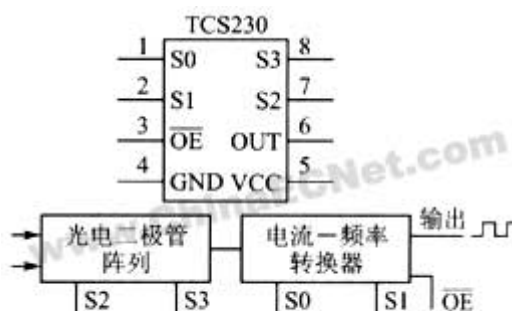 TCS230
1 S0 S3 8
2 S1 S2 7
3 O̅E̅ OUT 6
4 GND VCC 5
www.ChinaECNet.com
光电二极管
阵列
电流－频率
转换器
输出
S2 S3 S0 S1 O̅E̅